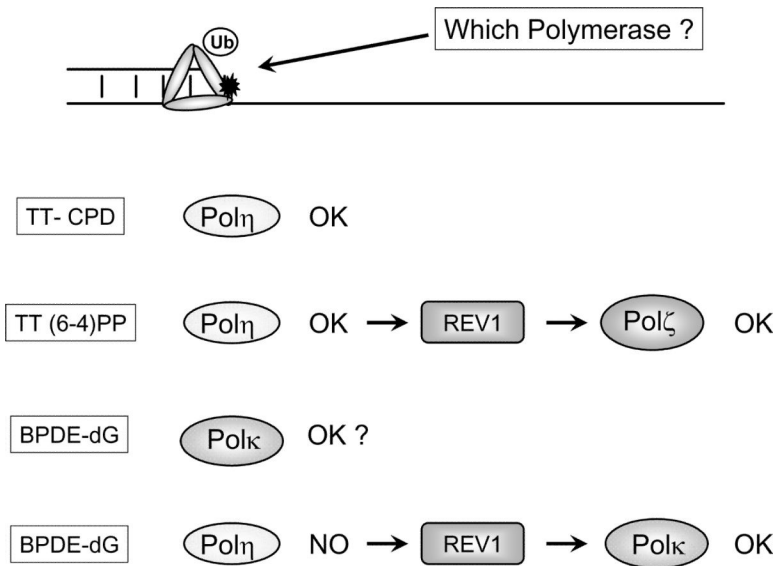 Ub
Which Polymerase ?
TT- CPD Polη OK
TT (6-4)PP Polη OK REV1 Polζ OK
BPDE-dG Polκ OK ?
BPDE-dG Polη NO REV1 Polκ OK